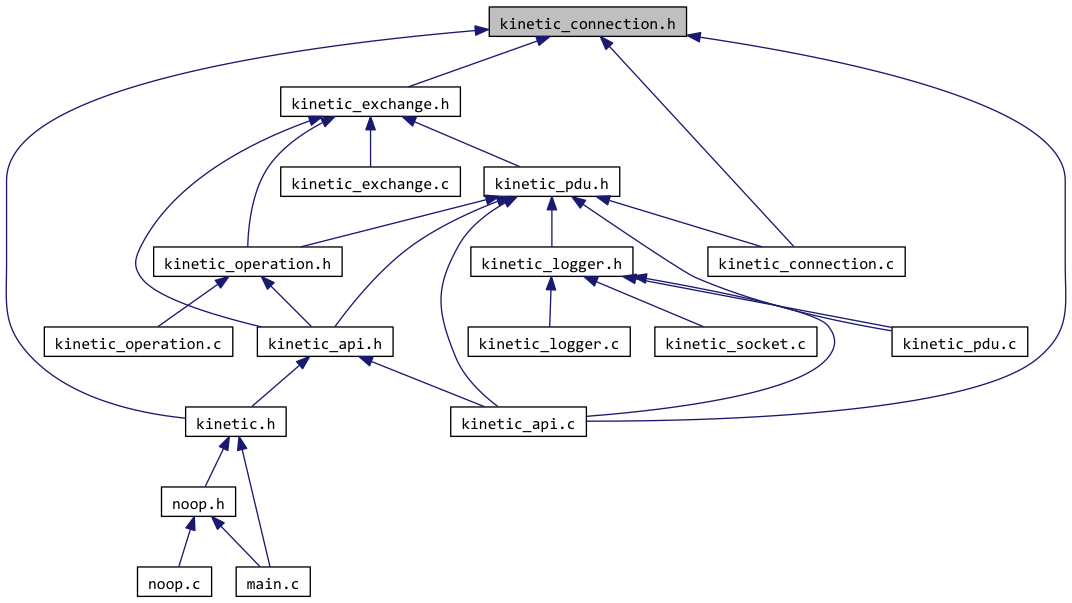 kinetic_connection.h
kinetic_exchange.h
kinetic_exchange.c
kinetic_pdu.h
kinetic_operation.h
kinetic_logger.h
kinetic_connection.c
kinetic_operation.c
kinetic_api.h
kinetic_logger.c
kinetic_socket.c
kinetic_pdu.c
kinetic.h
kinetic_api.c
noop.h
noop.c
main.c